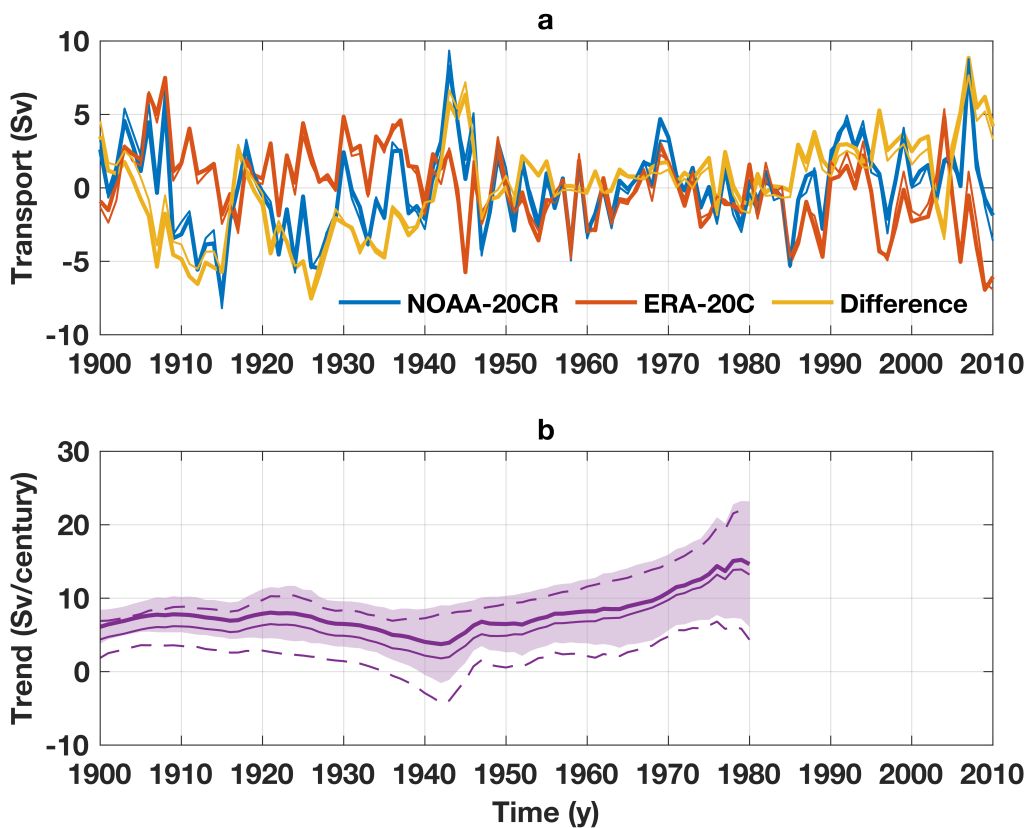 a
10
5
0
-5
-10
Transport (Sv)
NOAA-20CR ERA-20C Difference
1900 1910 1920 1930 1940 1950 1960 1970 1980 1990 2000 2010
b
30
20
10
0
-10
Trend (Sv/century)
1900 1910 1920 1930 1940 1950 1960 1970 1980 1990 2000 2010
Time (y)